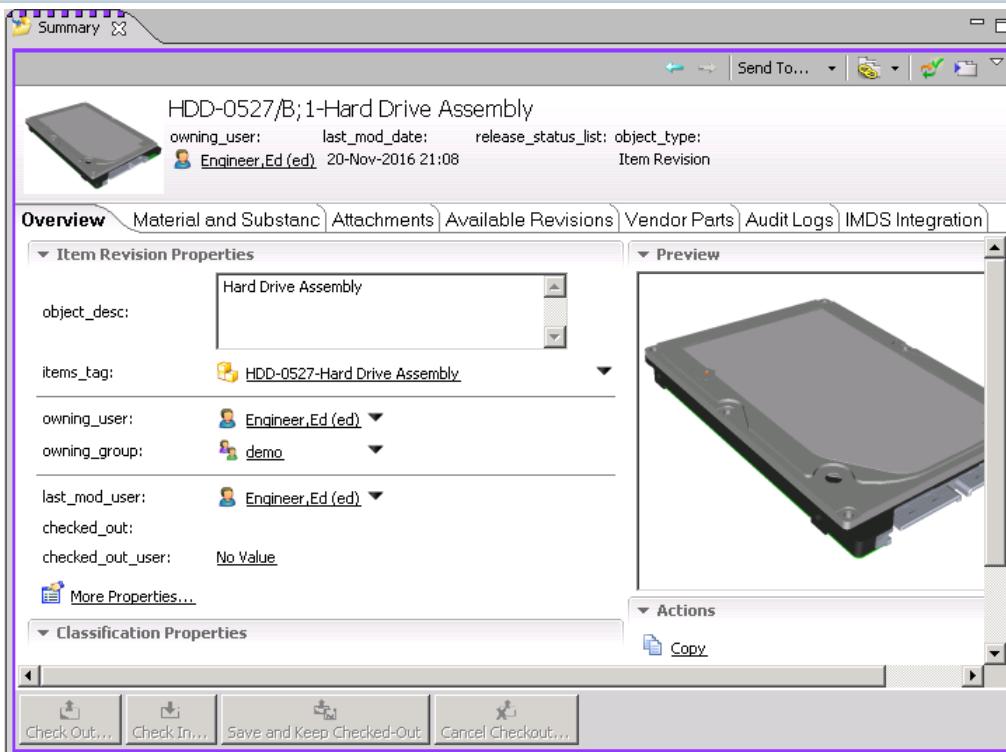 Summary
Send To...
HDD-0527/B;1-Hard Drive Assembly
owning_user: last_mod_date: release_status_list: object_type:
Engineer,Ed (ed) 20-Nov-2016 21:08 Item Revision
Overview Material and Substanc Attachments Available Revisions Vendor Parts Audit Logs IMDS Integration
Item Revision Properties
object_desc: Hard Drive Assembly
items_tag: HDD-0527-Hard Drive Assembly
owning_user: Engineer,Ed (ed)
owning_group: demo
last_mod_user: Engineer,Ed (ed)
checked_out:
checked_out_user: No Value
More Properties...
Classification Properties
Preview
Actions
Copy
Check Out... Check In... Save and Keep Checked-Out Cancel Checkout...